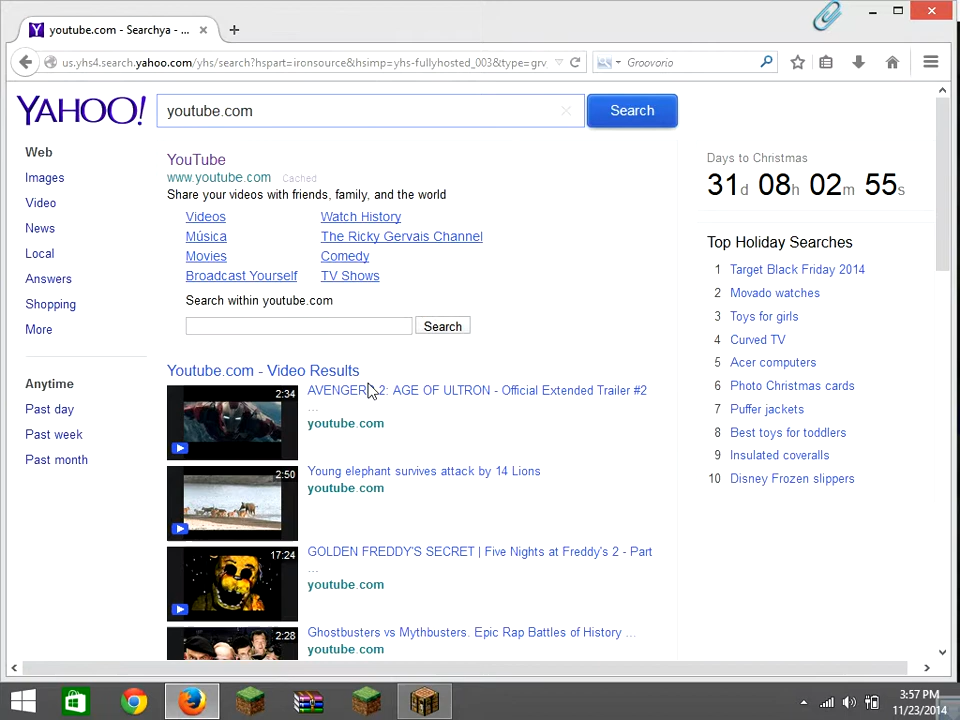 youtube.com - Searchya - ...
us.yhs4.search.yahoo.com/yhs/search?hspart=ironsource&hsimp=yhs-fullyhosted_003&type=grv
Groovorio
YAHOO!
youtube.com
Search
Web
Images
Video
News
Local
Answers
Shopping
More
Anytime
Past day
Past week
Past month
YouTube
www.youtube.com Cached
Share your videos with friends, family, and the world
Videos Watch History
Música The Ricky Gervais Channel
Movies Comedy
Broadcast Yourself TV Shows
Search within youtube.com
Search
Youtube.com - Video Results
2:34
AVENGERS 2: AGE OF ULTRON - Official Extended Trailer #2
...
youtube.com
2:50
Young elephant survives attack by 14 Lions
youtube.com
17:24
GOLDEN FREDDY'S SECRET | Five Nights at Freddy's 2 - Part
...
youtube.com
2:28
Ghostbusters vs Mythbusters. Epic Rap Battles of History ...
youtube.com
Days to Christmas
31d 08h 02m 55s
Top Holiday Searches
1 Target Black Friday 2014
2 Movado watches
3 Toys for girls
4 Curved TV
5 Acer computers
6 Photo Christmas cards
7 Puffer jackets
8 Best toys for toddlers
9 Insulated coveralls
10 Disney Frozen slippers
3:57 PM
11/23/2014